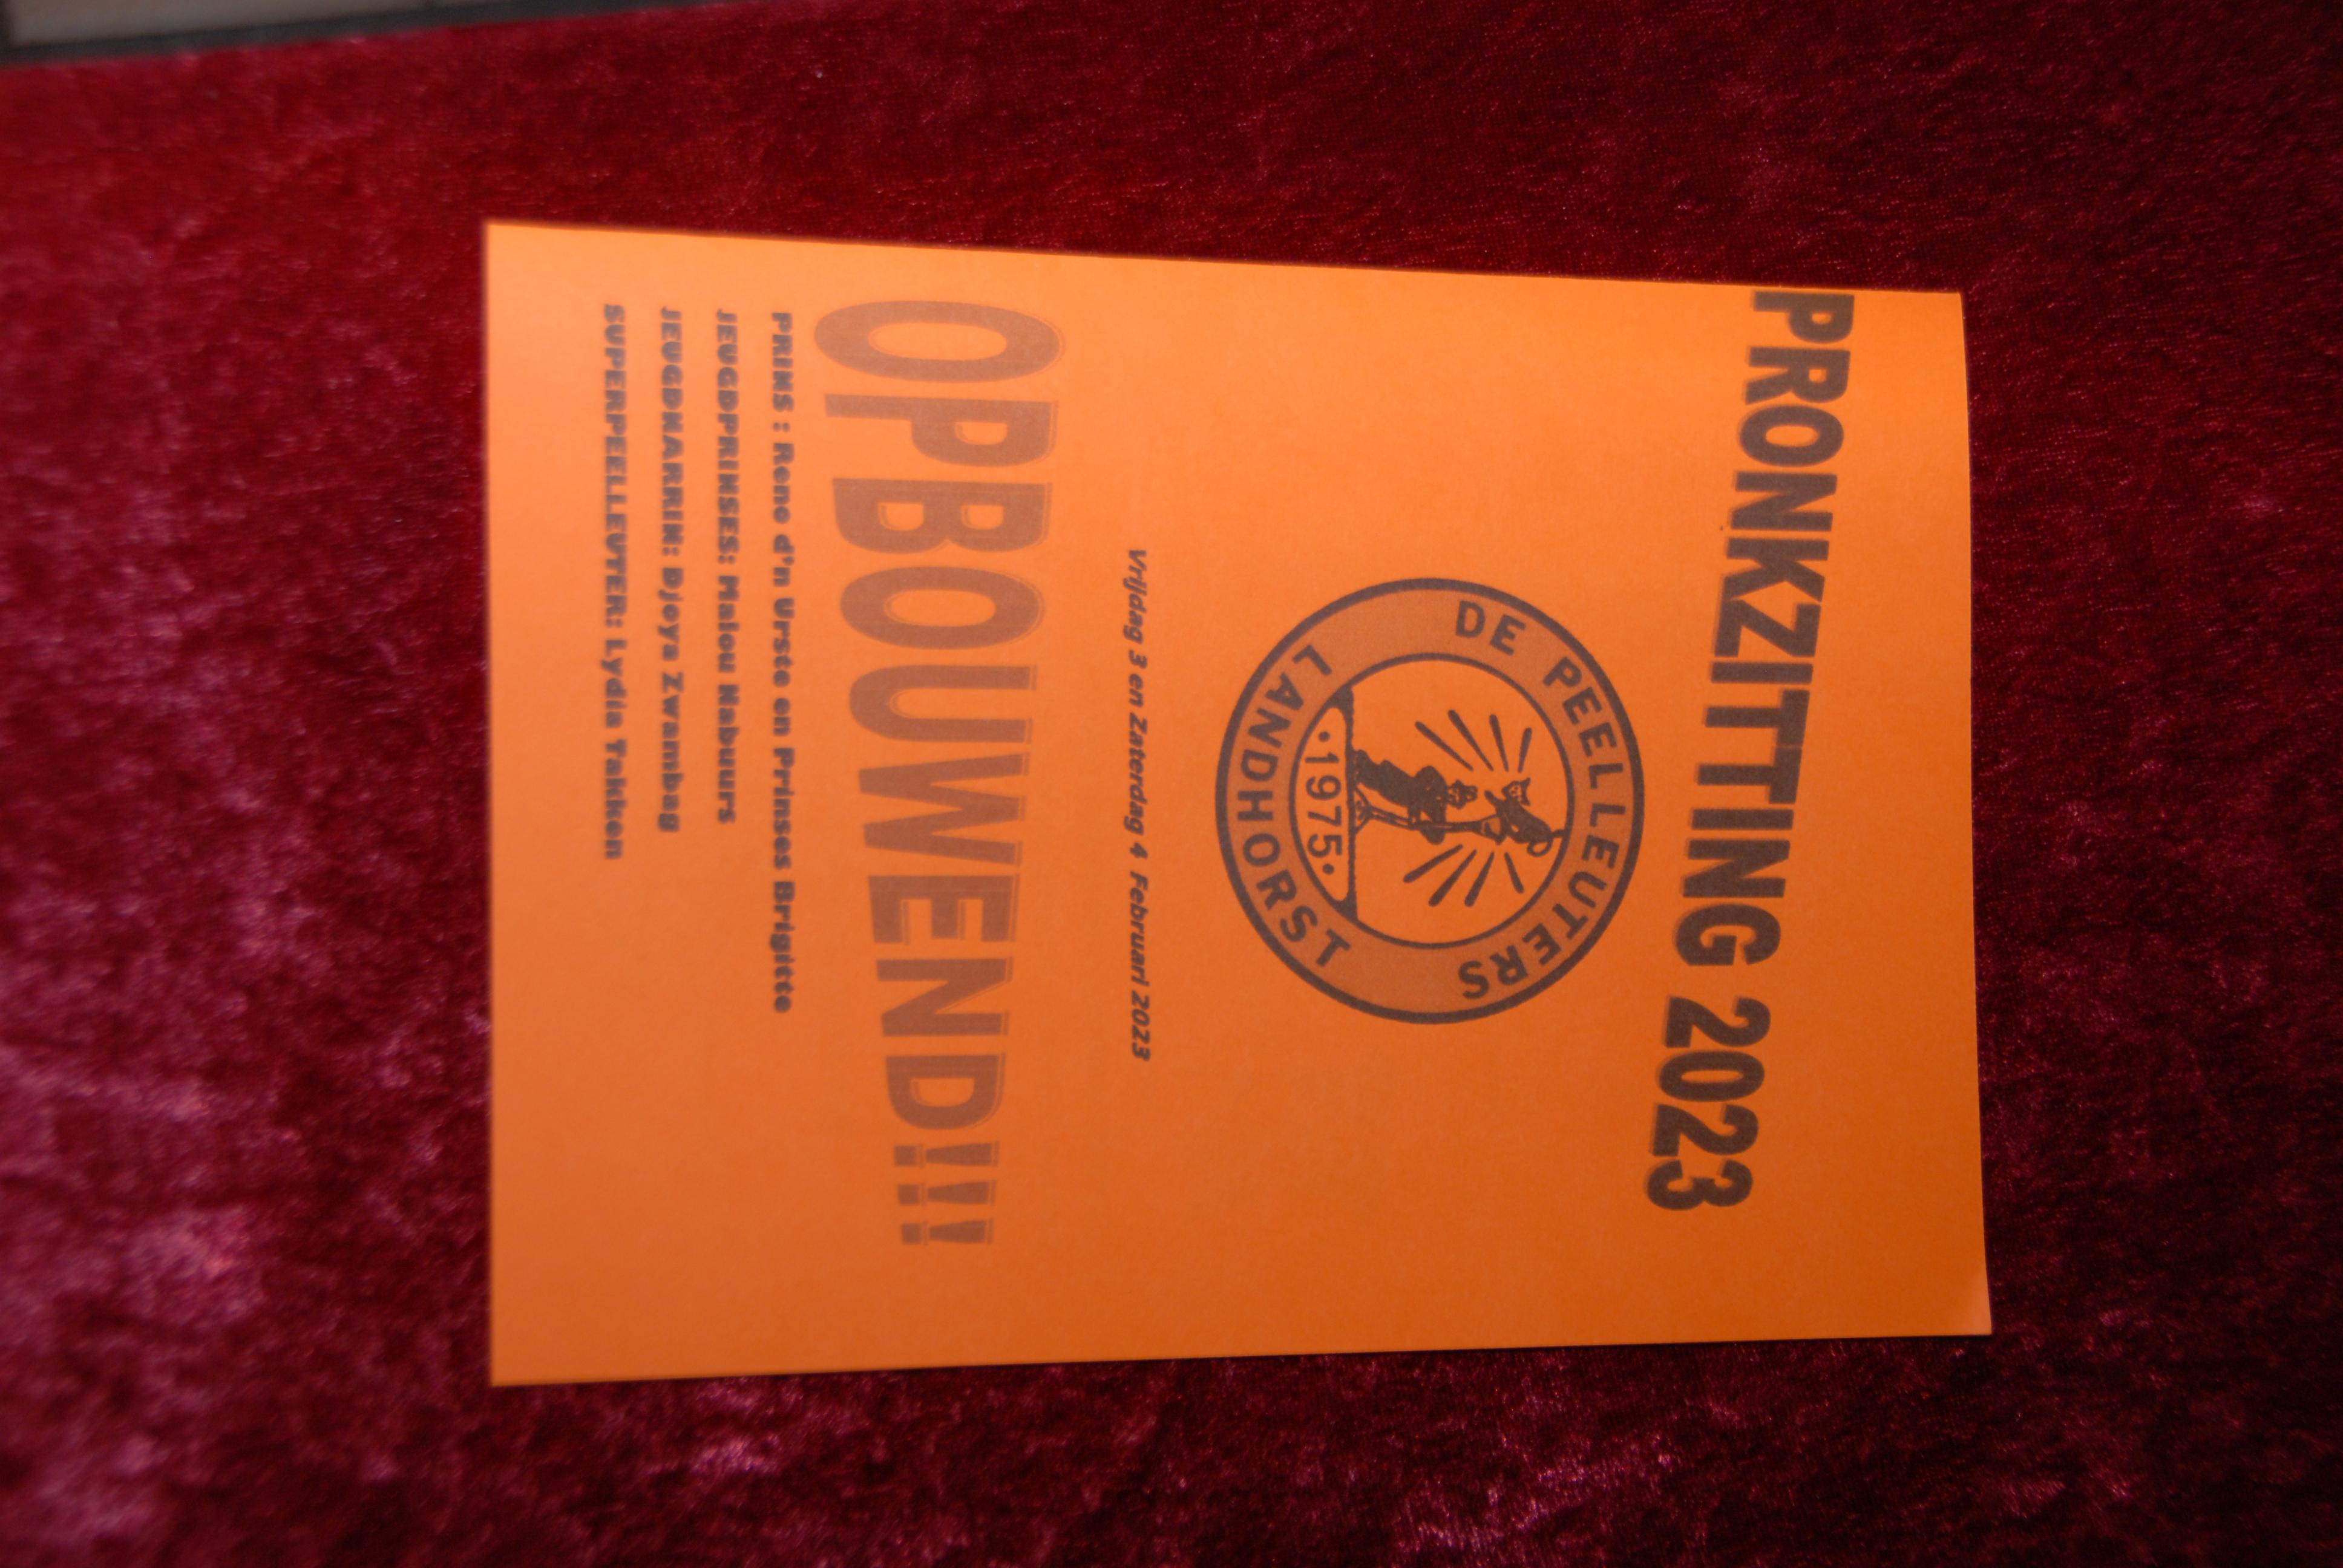 PRONKZITTING 2023
DE PEELLEUTERS
• 1975 •
LANDHORST
Vrijdag 3 en Zaterdag 4 Februari 2023
OPBOUWEND!!!
PRINS : Rene d'n Urste en Prinses Brigitte
JEUGDPRINSES: Malou Nabuurs
JEUGDNARRIN: Djoya Zwambag
SUPERPEELLEUTER: Lydia Takken